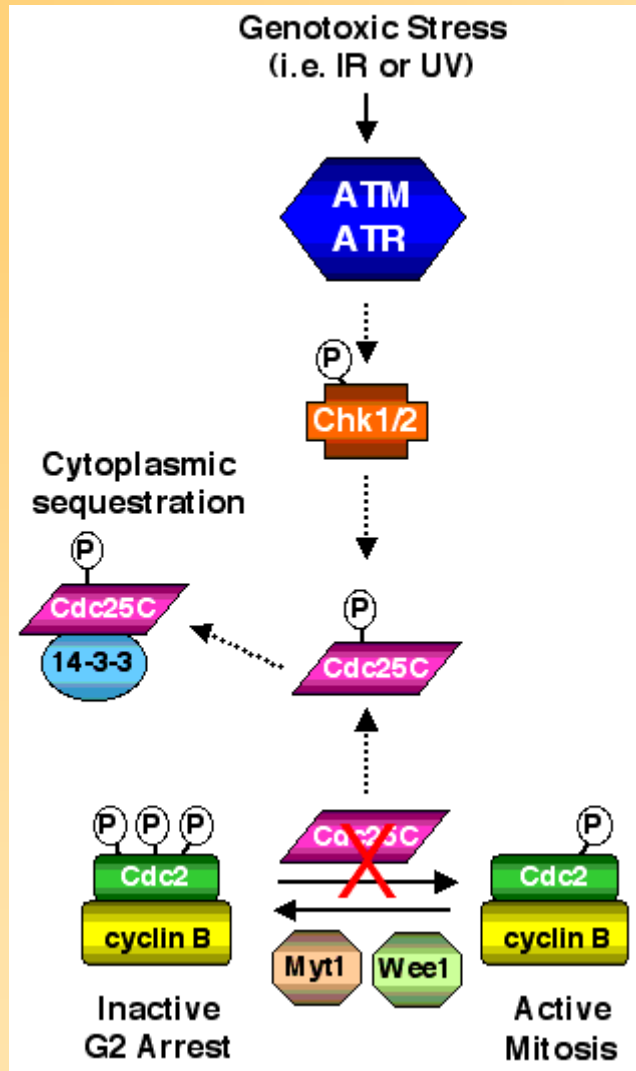 Genotoxic Stress
(i.e. IR or UV)
ATM
ATR
P
Chk1/2
Cytoplasmic
sequestration
P
Cdc25C
14-3-3
P
Cdc25C
P P P
Cdc2
cyclin B
Inactive
G2 Arrest
Cdc25C
Myt1 Wee1
P
Cdc2
cyclin B
Active
Mitosis